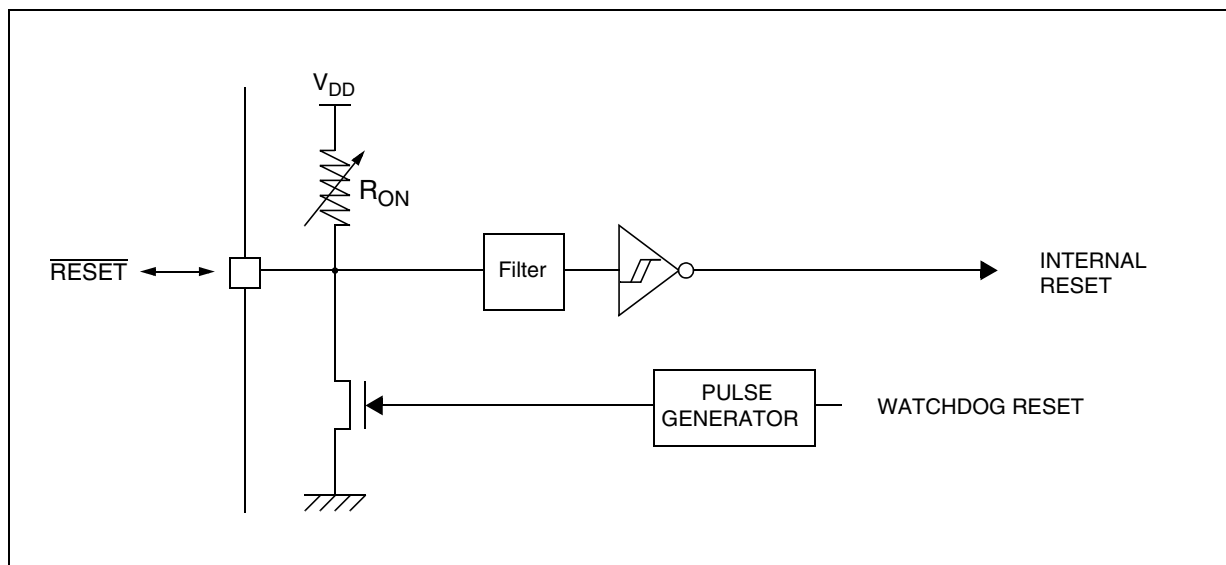 VDD
RON
RESET
Filter
INTERNAL
RESET
PULSE
GENERATOR
WATCHDOG RESET